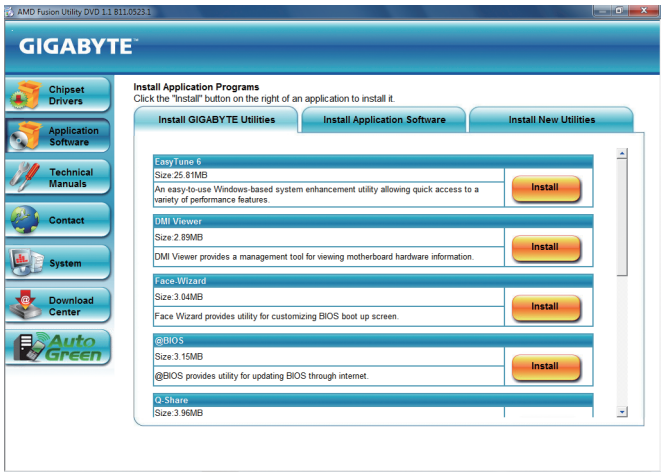 AMD Fusion Utility DVD 1.1 B11.0523.1
GIGABYTE™
Chipset
Drivers
Application
Software
Technical
Manuals
Contact
System
Download
Center
Auto
Green
Install Application Programs
Click the "Install" button on the right of an application to install it.
Install GIGABYTE Utilities
Install Application Software
Install New Utilities
EasyTune 6
Size:25.81MB
An easy-to-use Windows-based system enhancement utility allowing quick access to a
variety of performance features.
Install
DMI Viewer
Size:2.89MB
DMI Viewer provides a management tool for viewing motherboard hardware information.
Install
Face-Wizard
Size:3.04MB
Face Wizard provides utility for customizing BIOS boot up screen.
Install
@BIOS
Size:3.15MB
@BIOS provides utility for updating BIOS through internet.
Install
Q-Share
Size:3.96MB